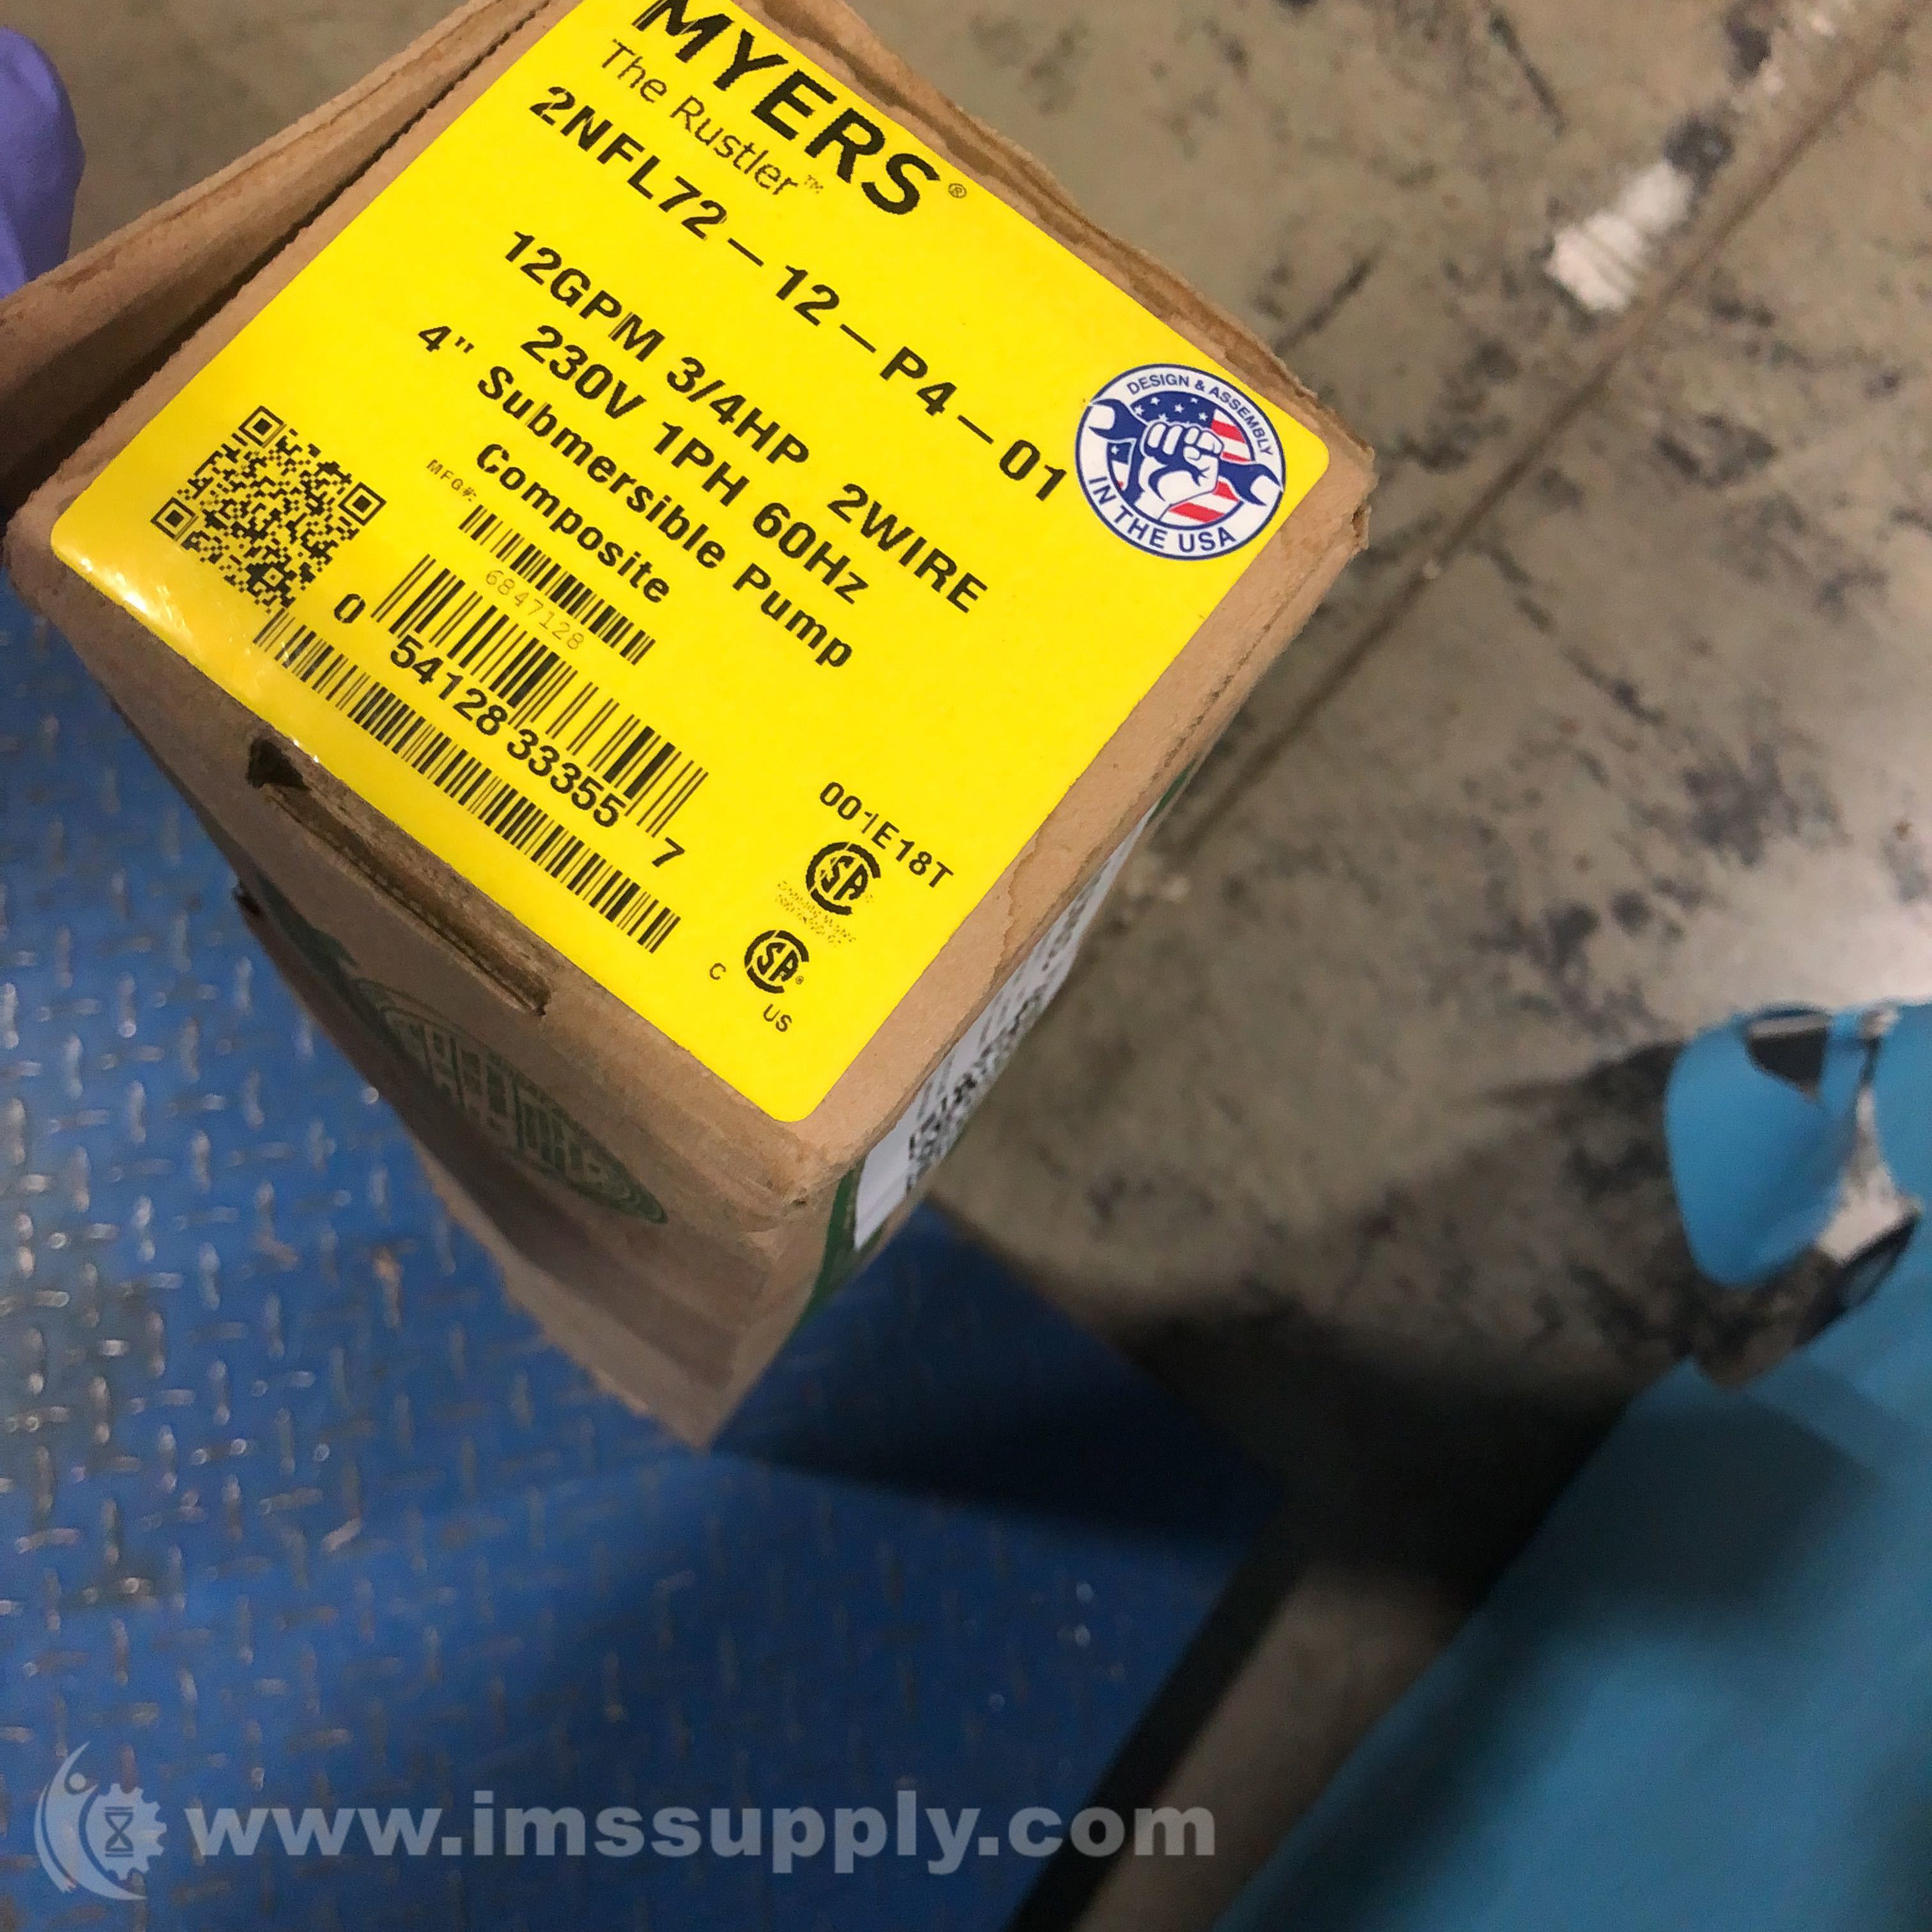 MYERS®
The Rustler™
2NFL72-12-P4-01
12GPM 3/4HP 2WIRE
230V 1PH 60Hz
4" Submersible Pump
Composite
DESIGN & ASSEMBLY
IN THE USA
MFG#:
6847128
0 54128 33355 7
001E18T
C US
www.imssupply.com